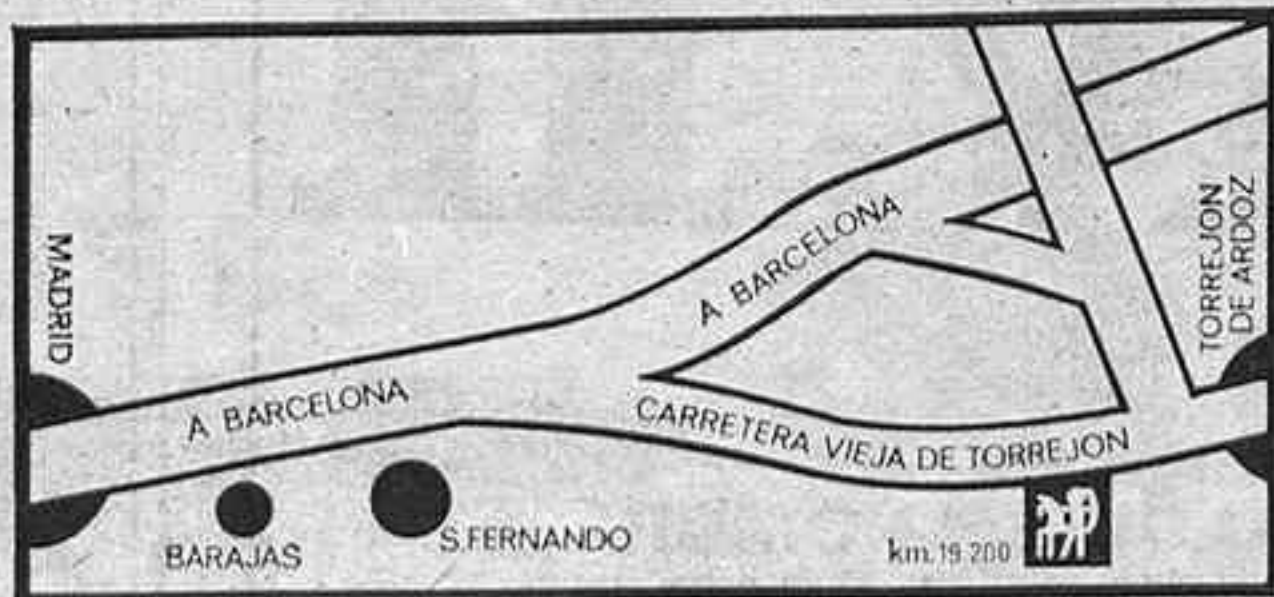 MADRID
A BARCELONA
A BARCELONA
TORREJON
DE ARDOZ
CARRETERA VIEJA DE TORREJON
BARAJAS
S.FERNANDO
km.19 200